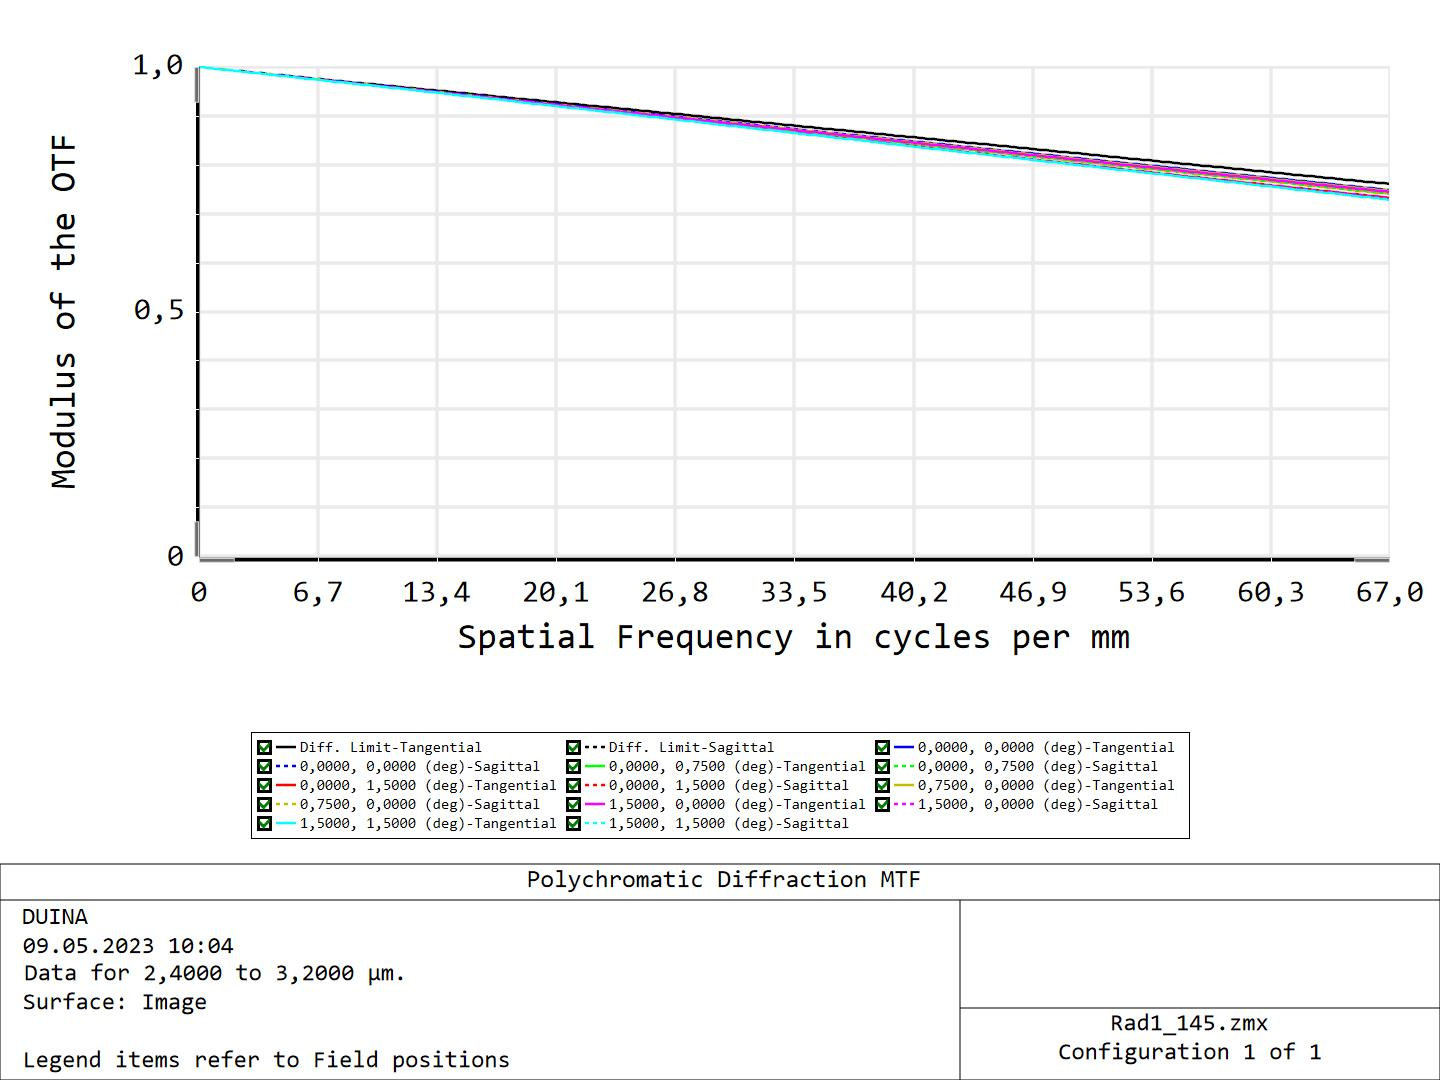 1,0
0,5
0
Modulus of the OTF
0 6,7 13,4 20,1 26,8 33,5 40,2 46,9 53,6 60,3 67,0
Spatial Frequency in cycles per mm
Diff. Limit-Tangential Diff. Limit-Sagittal 0,0000, 0,0000 (deg)-Tangential
0,0000, 0,0000 (deg)-Sagittal 0,0000, 0,7500 (deg)-Tangential 0,0000, 0,7500 (deg)-Sagittal
0,0000, 1,5000 (deg)-Tangential 0,0000, 1,5000 (deg)-Sagittal 0,7500, 0,0000 (deg)-Tangential
0,7500, 0,0000 (deg)-Sagittal 1,5000, 0,0000 (deg)-Tangential 1,5000, 0,0000 (deg)-Sagittal
1,5000, 1,5000 (deg)-Tangential 1,5000, 1,5000 (deg)-Sagittal
Polychromatic Diffraction MTF
DUINA
09.05.2023 10:04
Data for 2,4000 to 3,2000 µm.
Surface: Image
Legend items refer to Field positions
Rad1_145.zmx
Configuration 1 of 1